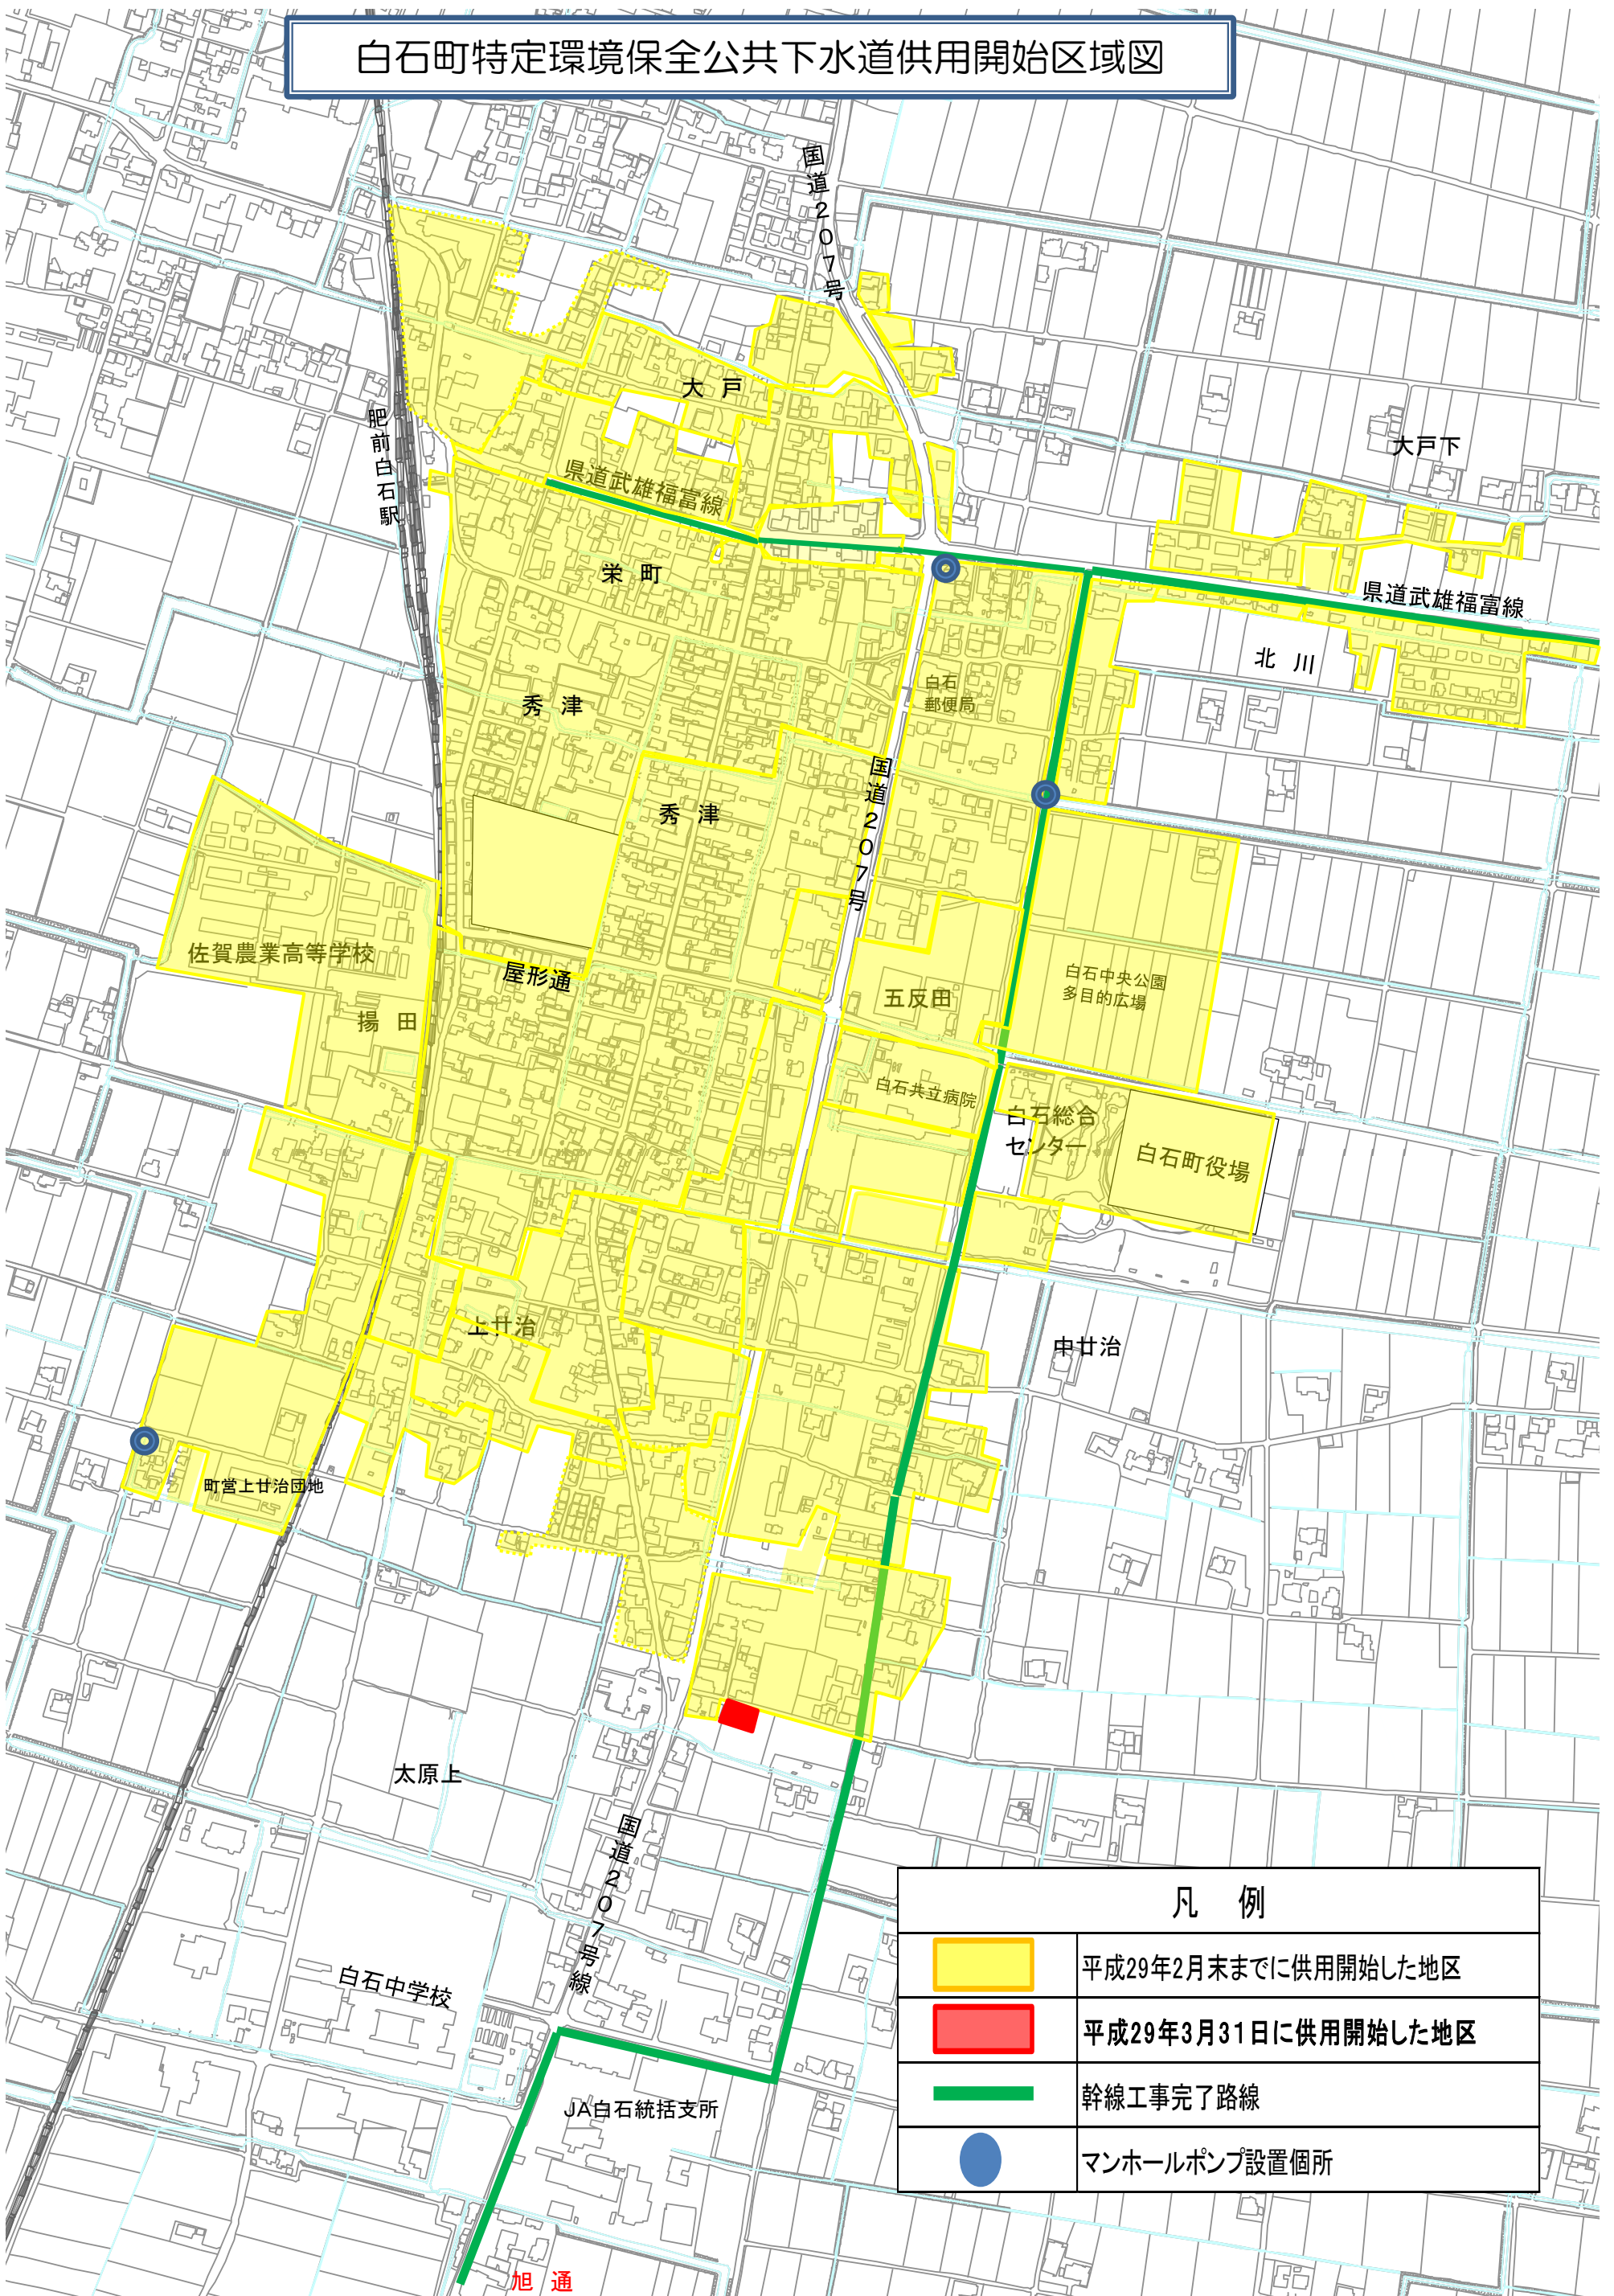 白石町特定環境保全公共下水道供用開始区域図
国道207号
大戸
大戸下
肥前白石駅
県道武雄福富線
栄町
県道武雄福富線
北川
白石
郵便局
秀津
国道207号
秀津
佐賀農業高等学校
屋形通
白石中央公園
多目的広場
五反田
揚田
白石共立病院
白石総合
センター
白石町役場
上廿治
中廿治
町営上廿治団地
太原上
国道207号線
白石中学校
JA白石統括支所
旭通
凡例
平成29年2月末までに供用開始した地区
平成29年3月31日に供用開始した地区
幹線工事完了路線
マンホールポンプ設置個所